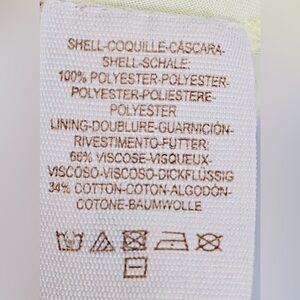 SHELL-COQUILLE-CÁSCARA-
SHELL-SCHALE:
100% POLYESTER-POLYESTER-
POLYESTER-POLIESTERE-
POLYESTER
LINING-DOUBLURE-GUARNICIÓN-
RIVESTIMENTO-FUTTER:
66% VISCOSE-VISQUEUX-
VISCOSO-VISCOSO-DICKFLÜSSIG
34% COTTON-COTON-ALGODÓN-
COTONE-BAUMWOLLE